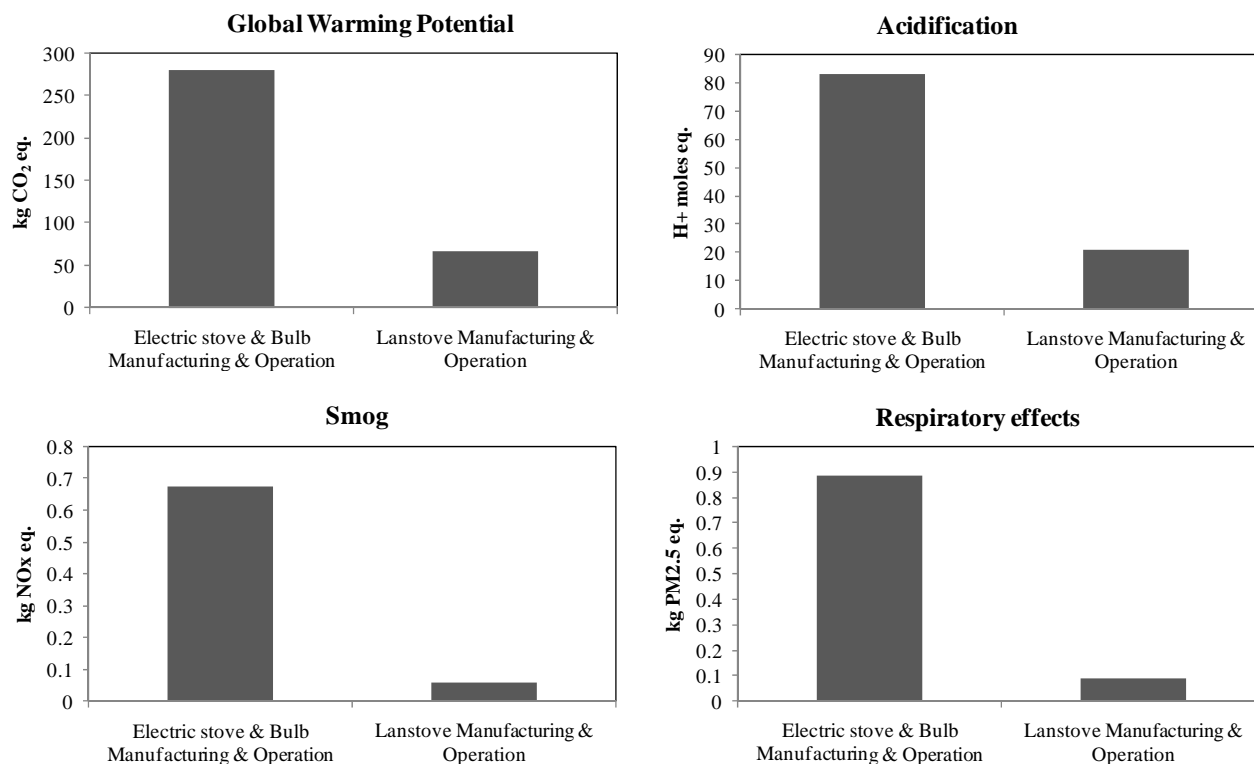 Global Warming Potential
kg CO₂ eq.
300
250
200
150
100
50
0
Electric stove & Bulb
Manufacturing & Operation
Lanstove Manufacturing &
Operation
Acidification
H+ moles eq.
90
80
70
60
50
40
30
20
10
0
Electric stove & Bulb
Manufacturing & Operation
Lanstove Manufacturing &
Operation
Smog
kg NOx eq.
0.8
0.7
0.6
0.5
0.4
0.3
0.2
0.1
0
Electric stove & Bulb
Manufacturing & Operation
Lanstove Manufacturing &
Operation
Respiratory effects
kg PM2.5 eq.
1
0.9
0.8
0.7
0.6
0.5
0.4
0.3
0.2
0.1
0
Electric stove & Bulb
Manufacturing & Operation
Lanstove Manufacturing &
Operation